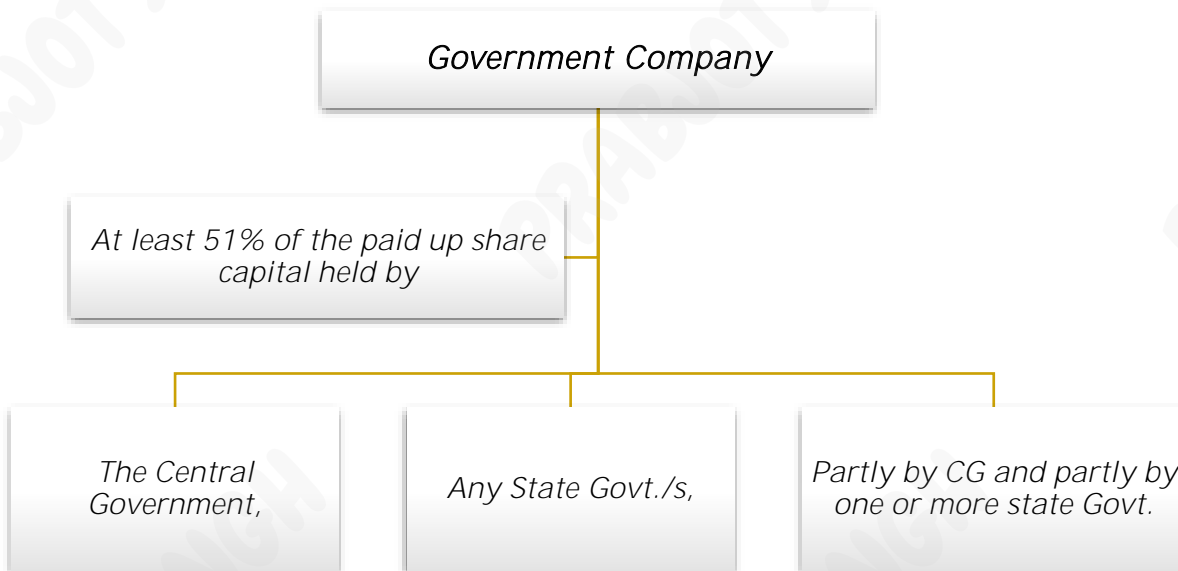 Government Company
At least 51% of the paid up share
capital held by
The Central
Government,
Any State Govt./s,
Partly by CG and partly by
one or more state Govt.